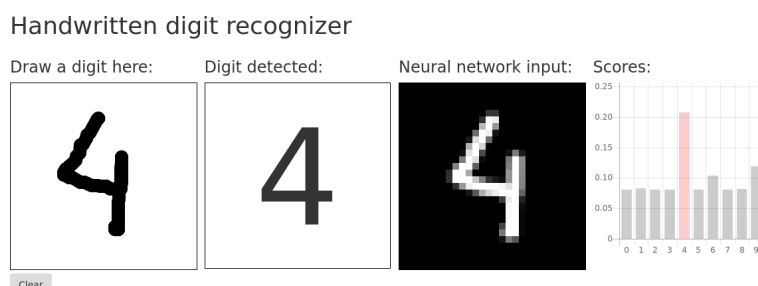 Handwritten digit recognizer
Draw a digit here: Digit detected: Neural network input: Scores:
4 4 4
0.25
0.20
0.15
0.10
0.05
0
0 1 2 3 4 5 6 7 8 9
Clear